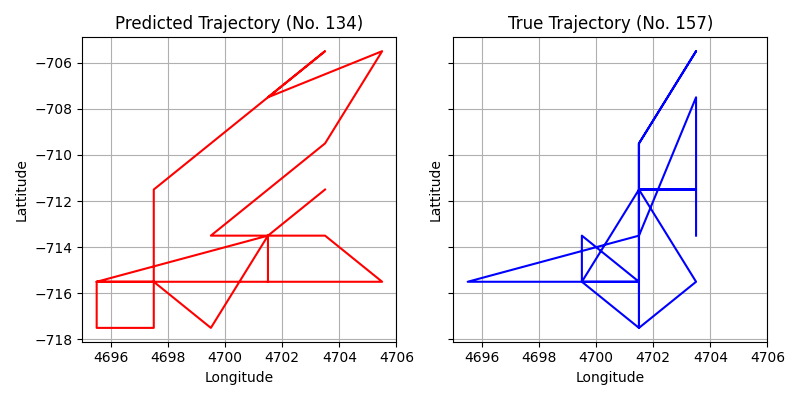 Predicted Trajectory (No. 134)
True Trajectory (No. 157)
Lattitude
−706
−708
−710
−712
−714
−716
−718
4696 4698 4700 4702 4704 4706
Longitude
Lattitude
4696 4698 4700 4702 4704 4706
Longitude